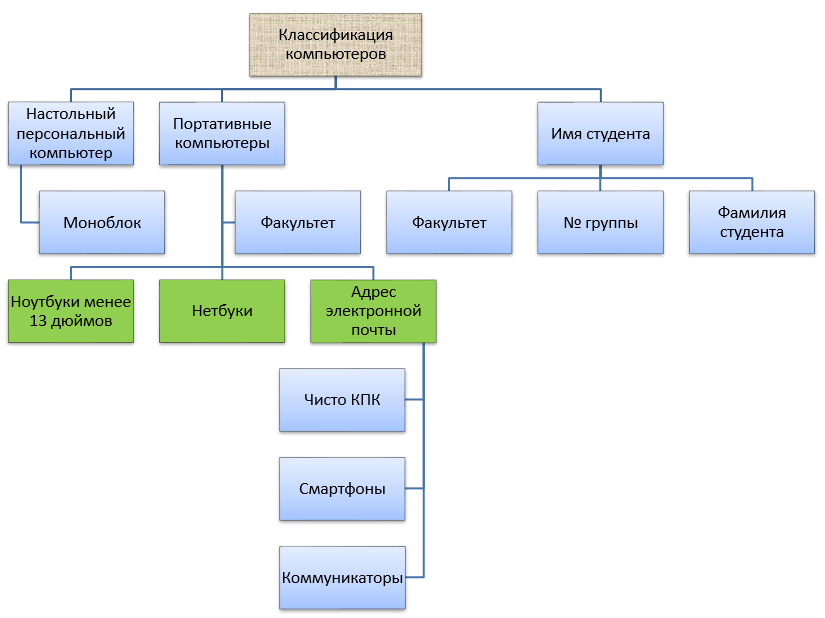 Классификация
компьютеров
Настольный
персональный
компьютер
Портативные
компьютеры
Имя студента
Моноблок
Факультет
Факультет
№ группы
Фамилия
студента
Ноутбуки менее
13 дюймов
Нетбуки
Адрес
электронной
почты
Чисто КПК
Смартфоны
Коммуникаторы